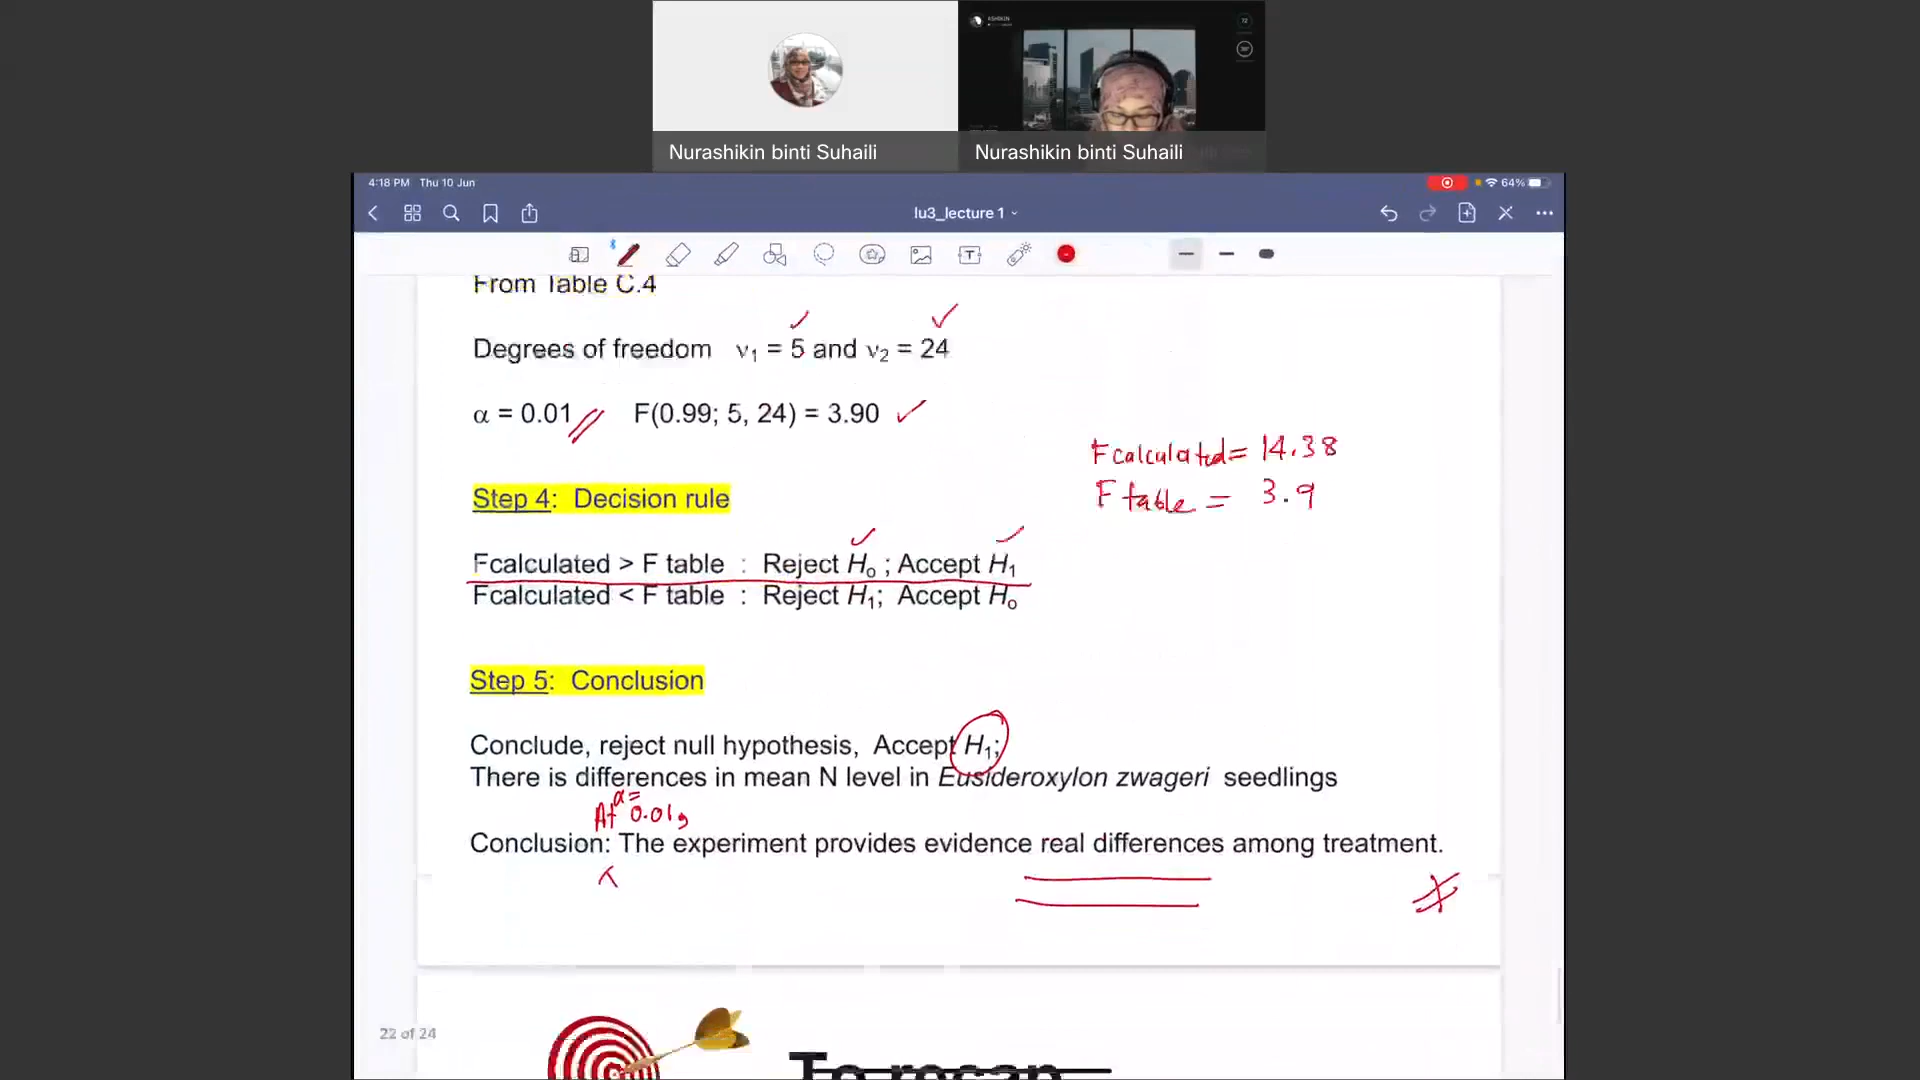 Nurashikin binti Suhaili
Nurashikin binti Suhaili
4:18 PM Thu 10 Jun
64%
lu3_lecture 1
From Table C.4
Degrees of freedom ν1 = 5 and ν2 = 24
α = 0.01 F(0.99; 5, 24) = 3.90
Fcalculated = 14.38
F table = 3.9
Step 4: Decision rule
Fcalculated > F table : Reject Ho ; Accept H1
Fcalculated < F table : Reject H1; Accept Ho
Step 5: Conclusion
Conclude, reject null hypothesis, Accept H1;
There is differences in mean N level in Eusideroxylon zwageri seedlings
At α = 0.01,
Conclusion: The experiment provides evidence real differences among treatment.
22 of 24
To recap